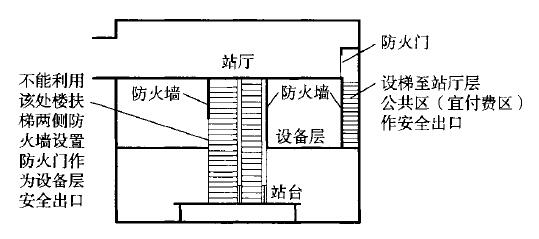 防火门
站厅
不能利用
该处楼扶
梯两侧防
火墙设置
防火门作
为设备层
安全出口
防火墙
防火墙
设梯至站厅层
公共区（宜付费区）
作安全出口
设备层
站台